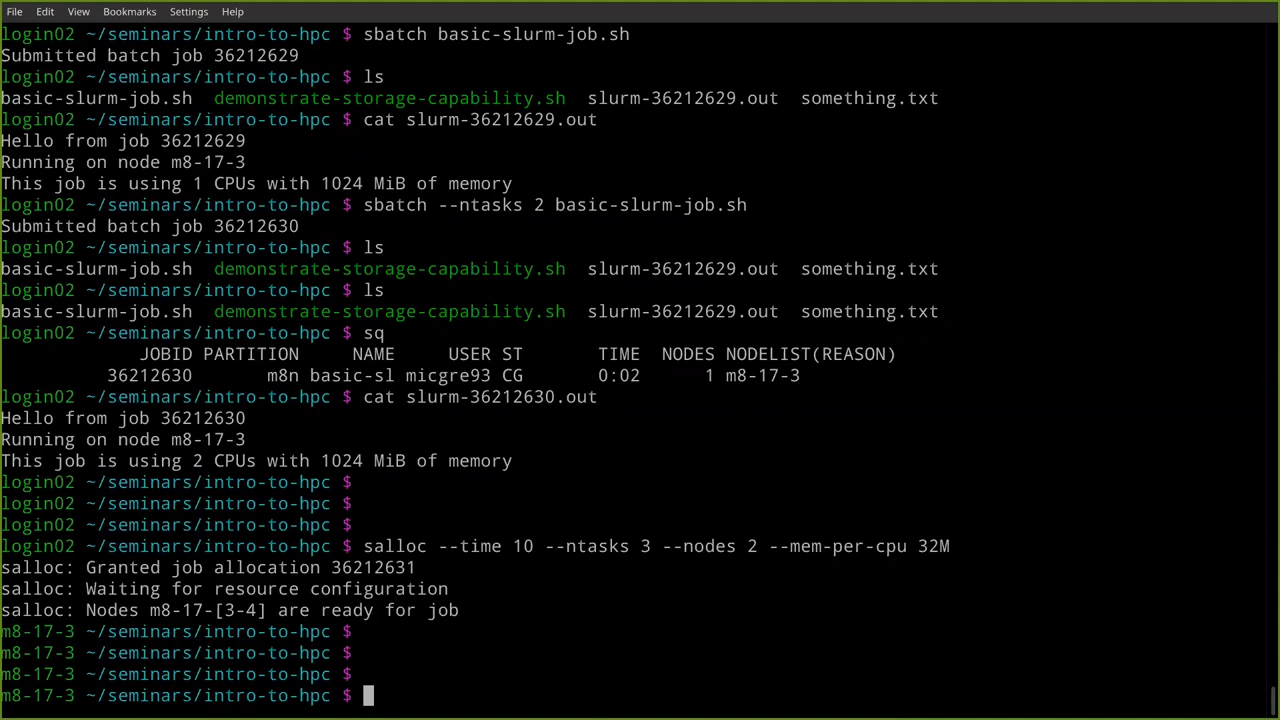 File Edit View Bookmarks Settings Help
login02 ~/seminars/intro-to-hpc $ sbatch basic-slurm-job.sh
Submitted batch job 36212629
login02 ~/seminars/intro-to-hpc $ ls
basic-slurm-job.sh  demonstrate-storage-capability.sh  slurm-36212629.out  something.txt
login02 ~/seminars/intro-to-hpc $ cat slurm-36212629.out
Hello from job 36212629
Running on node m8-17-3
This job is using 1 CPUs with 1024 MiB of memory
login02 ~/seminars/intro-to-hpc $ sbatch --ntasks 2 basic-slurm-job.sh
Submitted batch job 36212630
login02 ~/seminars/intro-to-hpc $ ls
basic-slurm-job.sh  demonstrate-storage-capability.sh  slurm-36212629.out  something.txt
login02 ~/seminars/intro-to-hpc $ ls
basic-slurm-job.sh  demonstrate-storage-capability.sh  slurm-36212629.out  something.txt
login02 ~/seminars/intro-to-hpc $ sq
             JOBID PARTITION     NAME     USER ST       TIME  NODES NODELIST(REASON)
          36212630       m8n basic-sl micgre93 CG       0:02      1 m8-17-3
login02 ~/seminars/intro-to-hpc $ cat slurm-36212630.out
Hello from job 36212630
Running on node m8-17-3
This job is using 2 CPUs with 1024 MiB of memory
login02 ~/seminars/intro-to-hpc $
login02 ~/seminars/intro-to-hpc $
login02 ~/seminars/intro-to-hpc $
login02 ~/seminars/intro-to-hpc $ salloc --time 10 --ntasks 3 --nodes 2 --mem-per-cpu 32M
salloc: Granted job allocation 36212631
salloc: Waiting for resource configuration
salloc: Nodes m8-17-[3-4] are ready for job
m8-17-3 ~/seminars/intro-to-hpc $
m8-17-3 ~/seminars/intro-to-hpc $
m8-17-3 ~/seminars/intro-to-hpc $
m8-17-3 ~/seminars/intro-to-hpc $